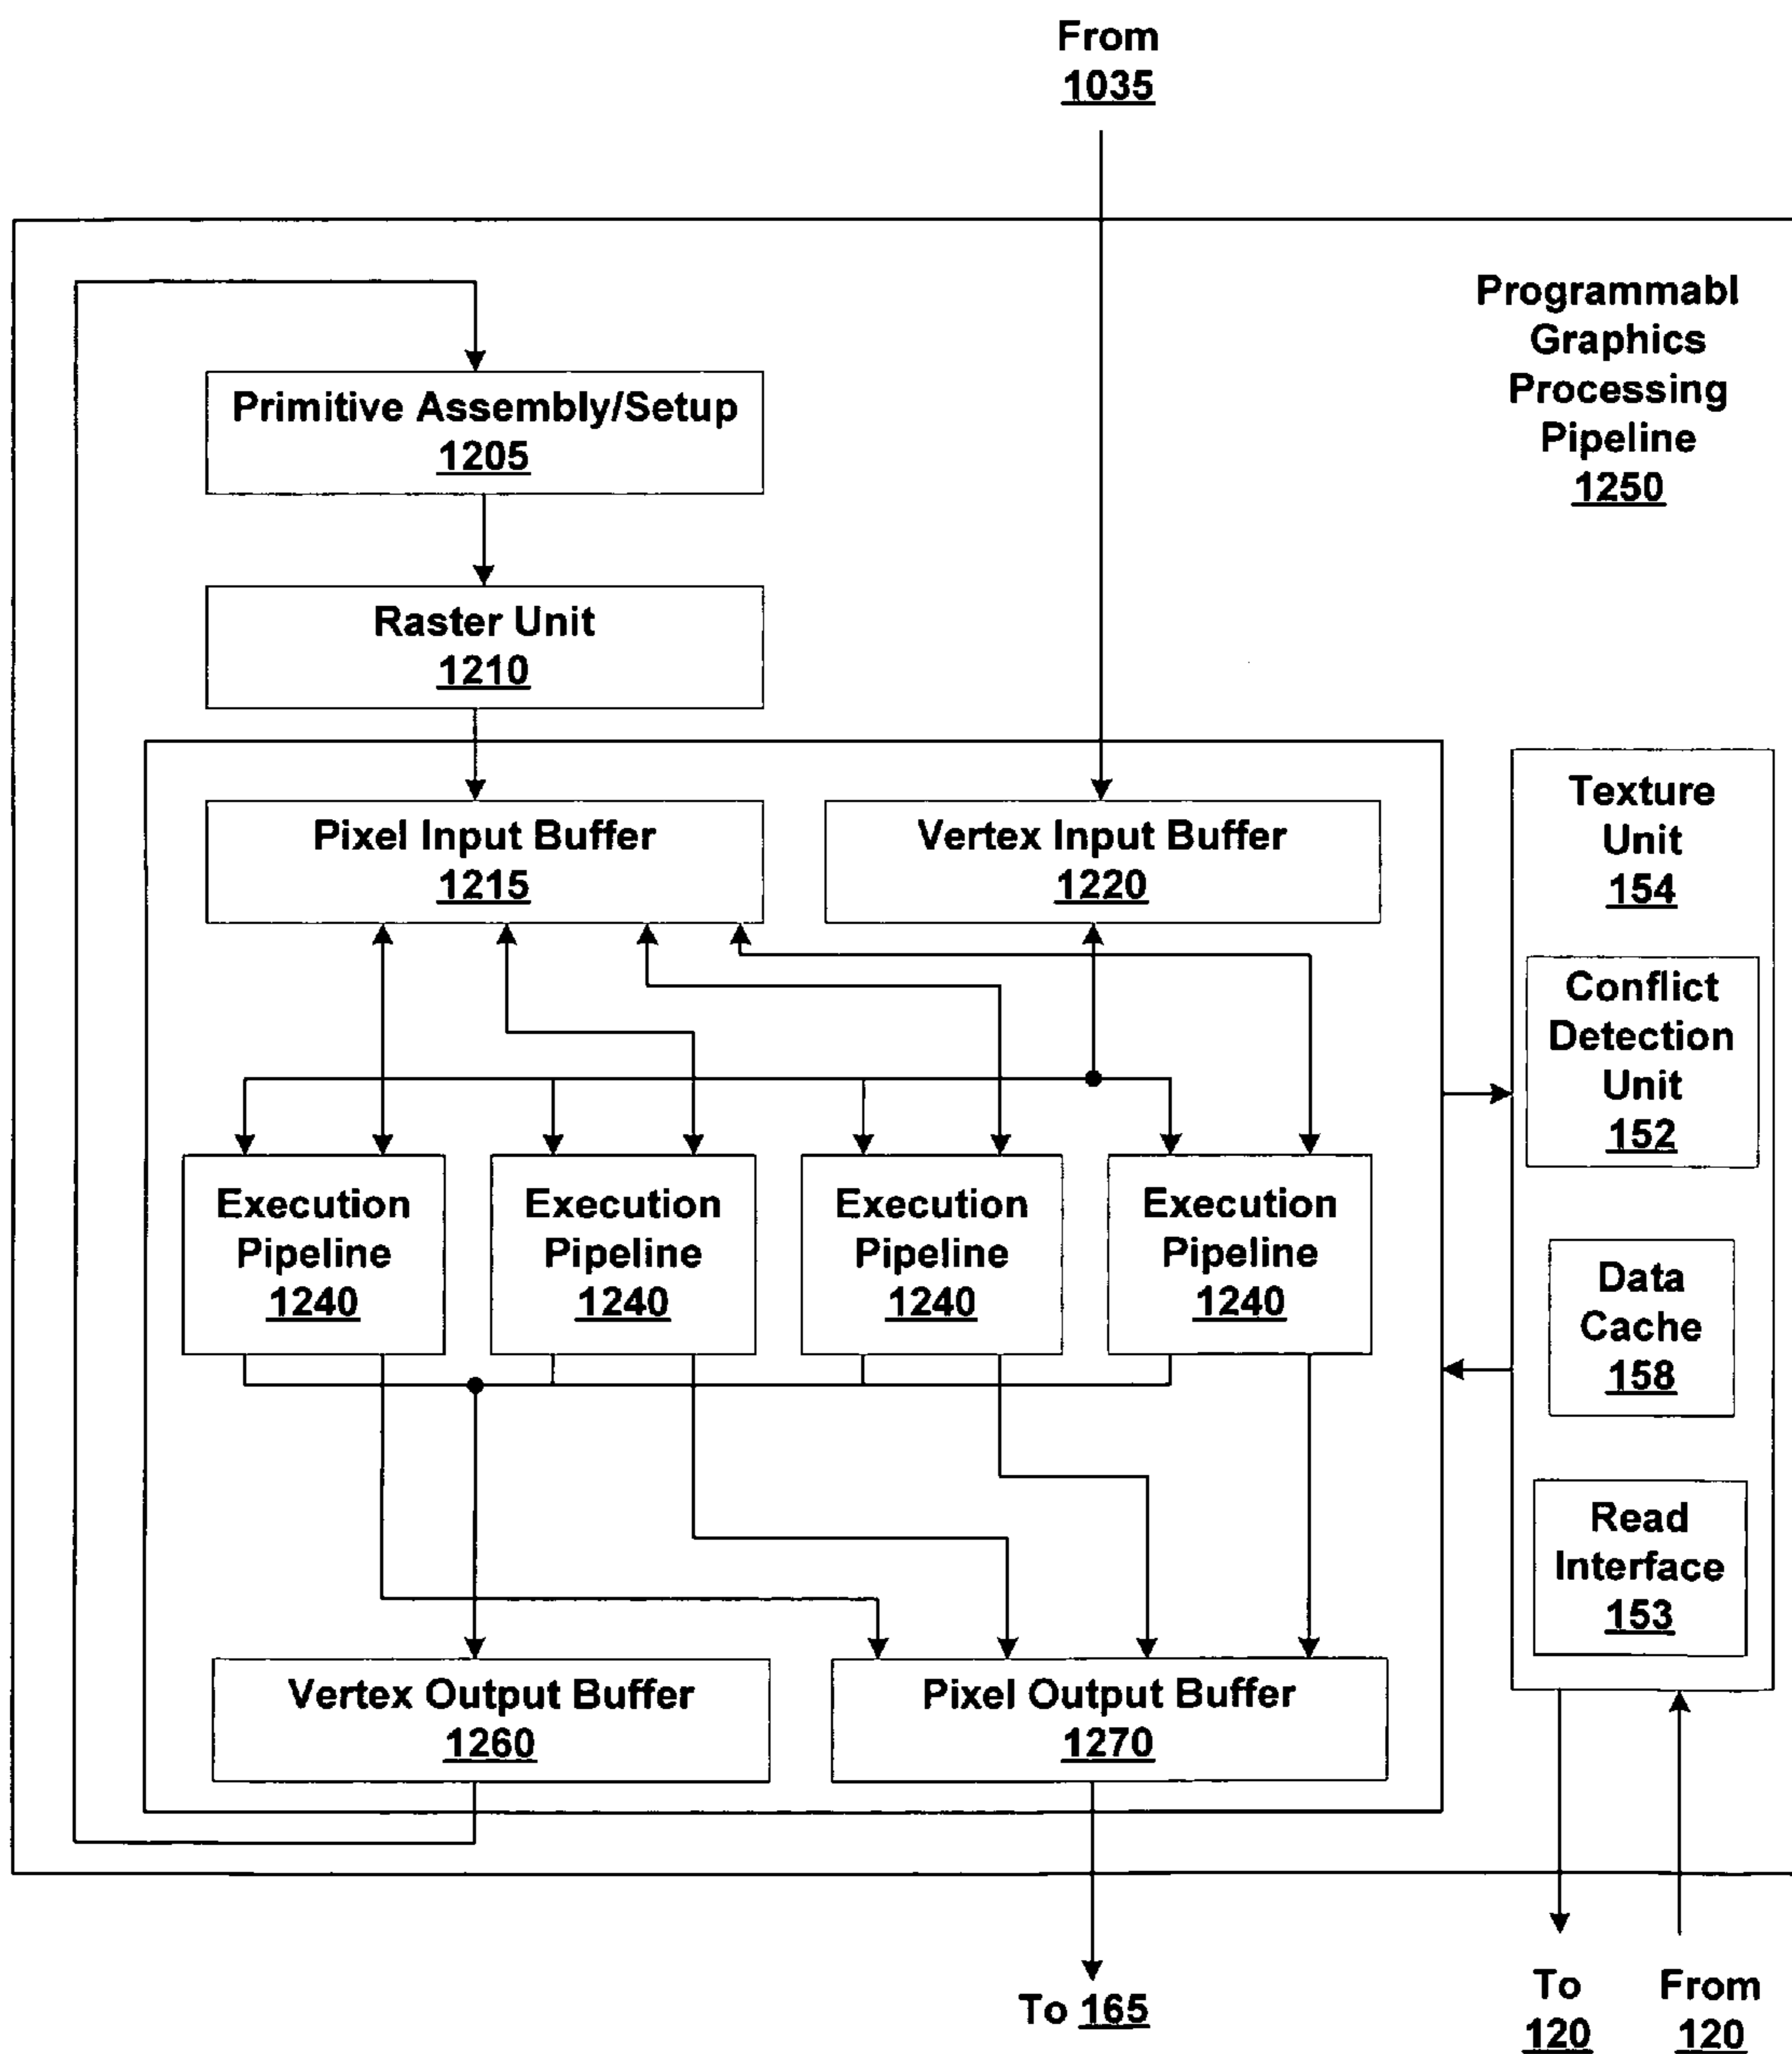 From
1035
Programmabl
Graphics
Processing
Pipeline
1250
Primitive Assembly/Setup
1205
Raster Unit
1210
Pixel Input Buffer
1215
Vertex Input Buffer
1220
Texture
Unit
154
Conflict
Detection
Unit
152
Execution
Pipeline
1240
Execution
Pipeline
1240
Execution
Pipeline
1240
Execution
Pipeline
1240
Data
Cache
158
Read
Interface
153
Vertex Output Buffer
1260
Pixel Output Buffer
1270
To 165
To
120
From
120